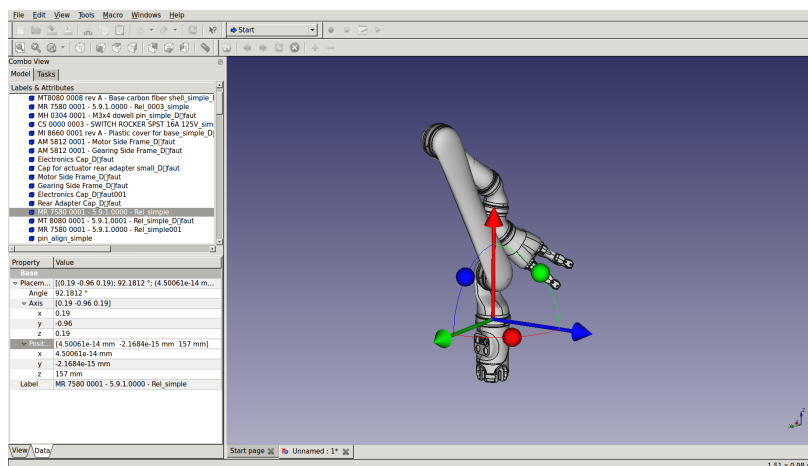 File Edit View Tools Macro Windows Help
Start
Combo View
Model Tasks
Labels & Attributes
MT8080 0008 rev A - Base carbon fiber shell_simple_
MR 7580 0001 - 5.9.1.0000 - Rel_0003_simple
MH 0304 0001 - M3x4 dowell pin_simple_D▯faut
CS 0000 0003 - SWITCH ROCKER SPST 16A 125V_sim
MI 8660 0001 rev A - Plastic cover for base_simple_D▯
AM 5812 0001 - Motor Side Frame_D▯faut
AM 5812 0001 - Gearing Side Frame_D▯faut
Electronics Cap_D▯faut
Cap for actuator rear adapter small_D▯faut
Motor Side Frame_D▯faut
Gearing Side Frame_D▯faut
Electronics Cap_D▯faut001
Rear Adapter Cap_D▯faut
MR 7580 0001 - 5.9.1.0000 - Rel_simple
MT 8080 0001 - 5.9.1.0001 - Rel_simple_D▯faut
MR 7580 0001 - 5.9.1.0000 - Rel_simple001
pin_align_simple
Property Value
Base
Placem... [(0.19 -0.96 0.19); 92.1812 °; (4.50061e-14 m...
Angle 92.1812 °
Axis [0.19 -0.96 0.19]
x 0.19
y -0.96
z 0.19
Posit... [4.50061e-14 mm -2.1684e-15 mm 157 mm]
x 4.50061e-14 mm
y -2.1684e-15 mm
z 157 mm
Label MR 7580 0001 - 5.9.1.0000 - Rel_simple
View Data
Start page Unnamed : 1*